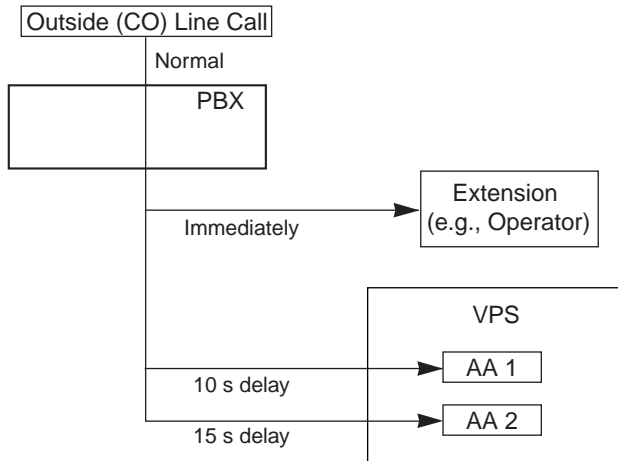 Outside (CO) Line Call
Normal
PBX
Immediately
Extension
(e.g., Operator)
VPS
10 s delay
AA 1
15 s delay
AA 2